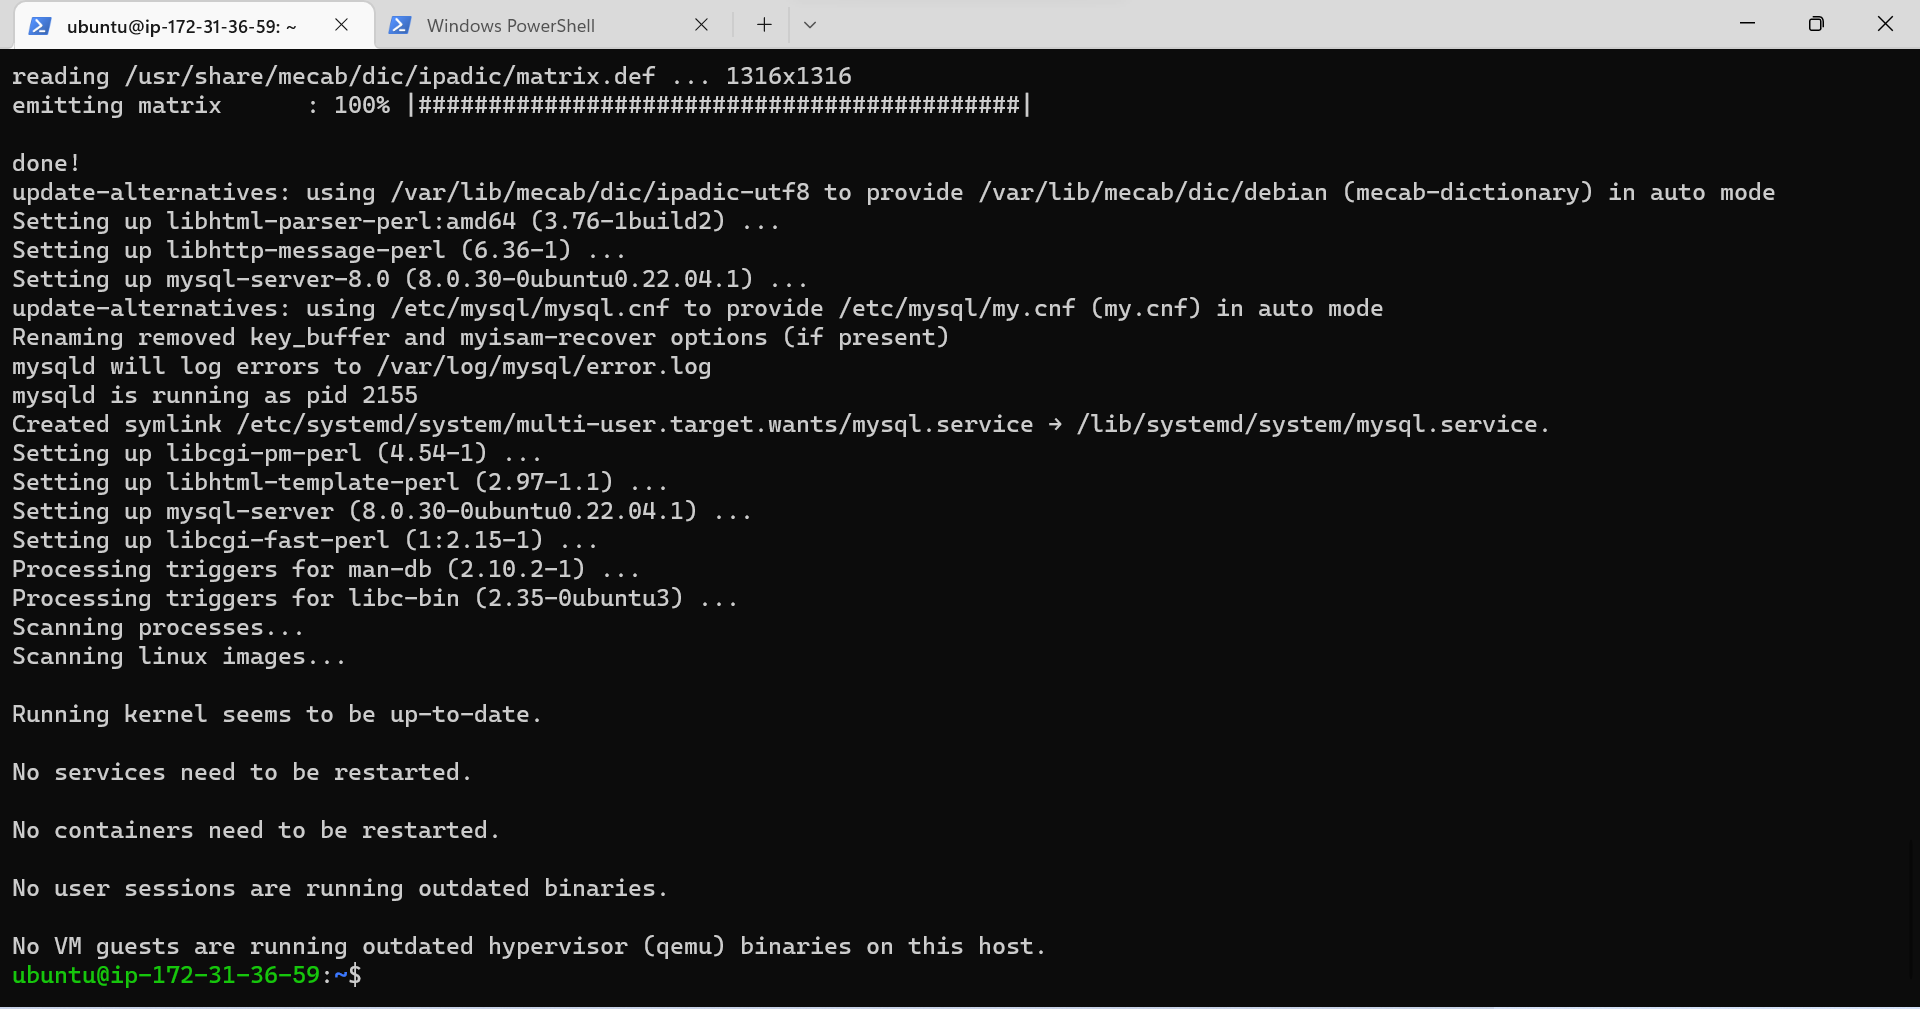 ubuntu@ip-172-31-36-59: ~
Windows PowerShell
reading /usr/share/mecab/dic/ipadic/matrix.def ... 1316x1316
emitting matrix      : 100% |###########################################|
done!
update-alternatives: using /var/lib/mecab/dic/ipadic-utf8 to provide /var/lib/mecab/dic/debian (mecab-dictionary) in auto mode
Setting up libhtml-parser-perl:amd64 (3.76-1build2) ...
Setting up libhttp-message-perl (6.36-1) ...
Setting up mysql-server-8.0 (8.0.30-0ubuntu0.22.04.1) ...
update-alternatives: using /etc/mysql/mysql.cnf to provide /etc/mysql/my.cnf (my.cnf) in auto mode
Renaming removed key_buffer and myisam-recover options (if present)
mysqld will log errors to /var/log/mysql/error.log
mysqld is running as pid 2155
Created symlink /etc/systemd/system/multi-user.target.wants/mysql.service → /lib/systemd/system/mysql.service.
Setting up libcgi-pm-perl (4.54-1) ...
Setting up libhtml-template-perl (2.97-1.1) ...
Setting up mysql-server (8.0.30-0ubuntu0.22.04.1) ...
Setting up libcgi-fast-perl (1:2.15-1) ...
Processing triggers for man-db (2.10.2-1) ...
Processing triggers for libc-bin (2.35-0ubuntu3) ...
Scanning processes...
Scanning linux images...
Running kernel seems to be up-to-date.
No services need to be restarted.
No containers need to be restarted.
No user sessions are running outdated binaries.
No VM guests are running outdated hypervisor (qemu) binaries on this host.
ubuntu@ip-172-31-36-59:~$